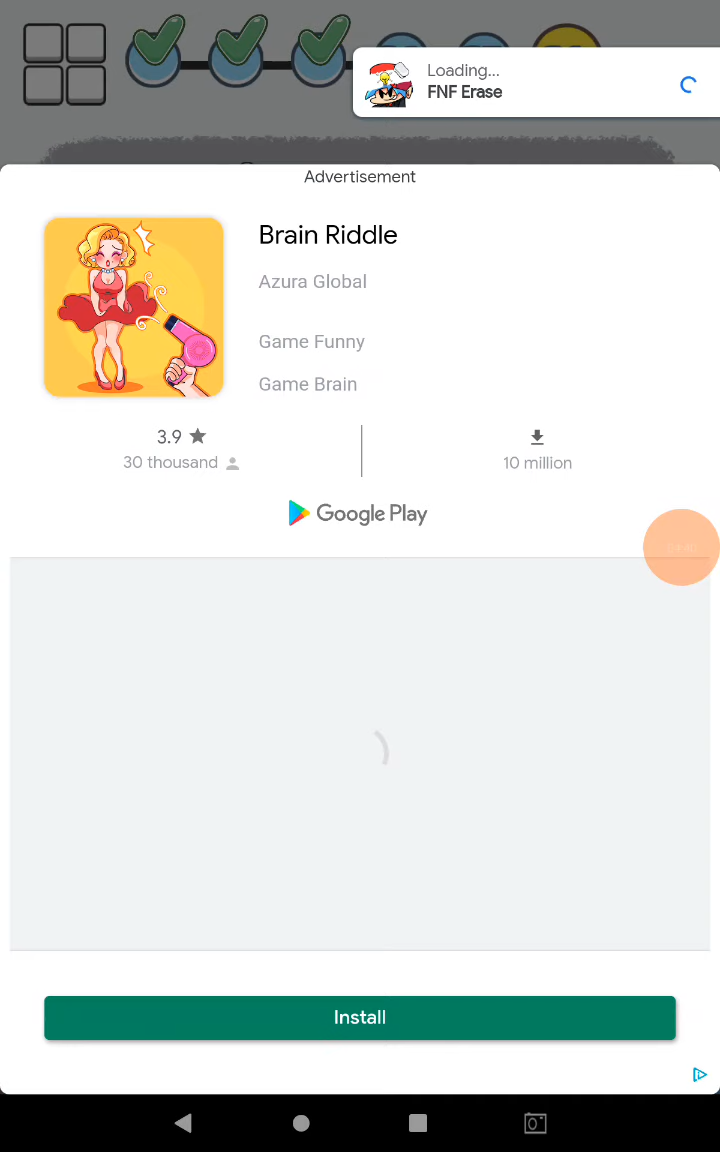 Loading...
FNF Erase
Advertisement
Brain Riddle
Azura Global
Game Funny
Game Brain
3.9
30 thousand
10 million
Google Play
Install